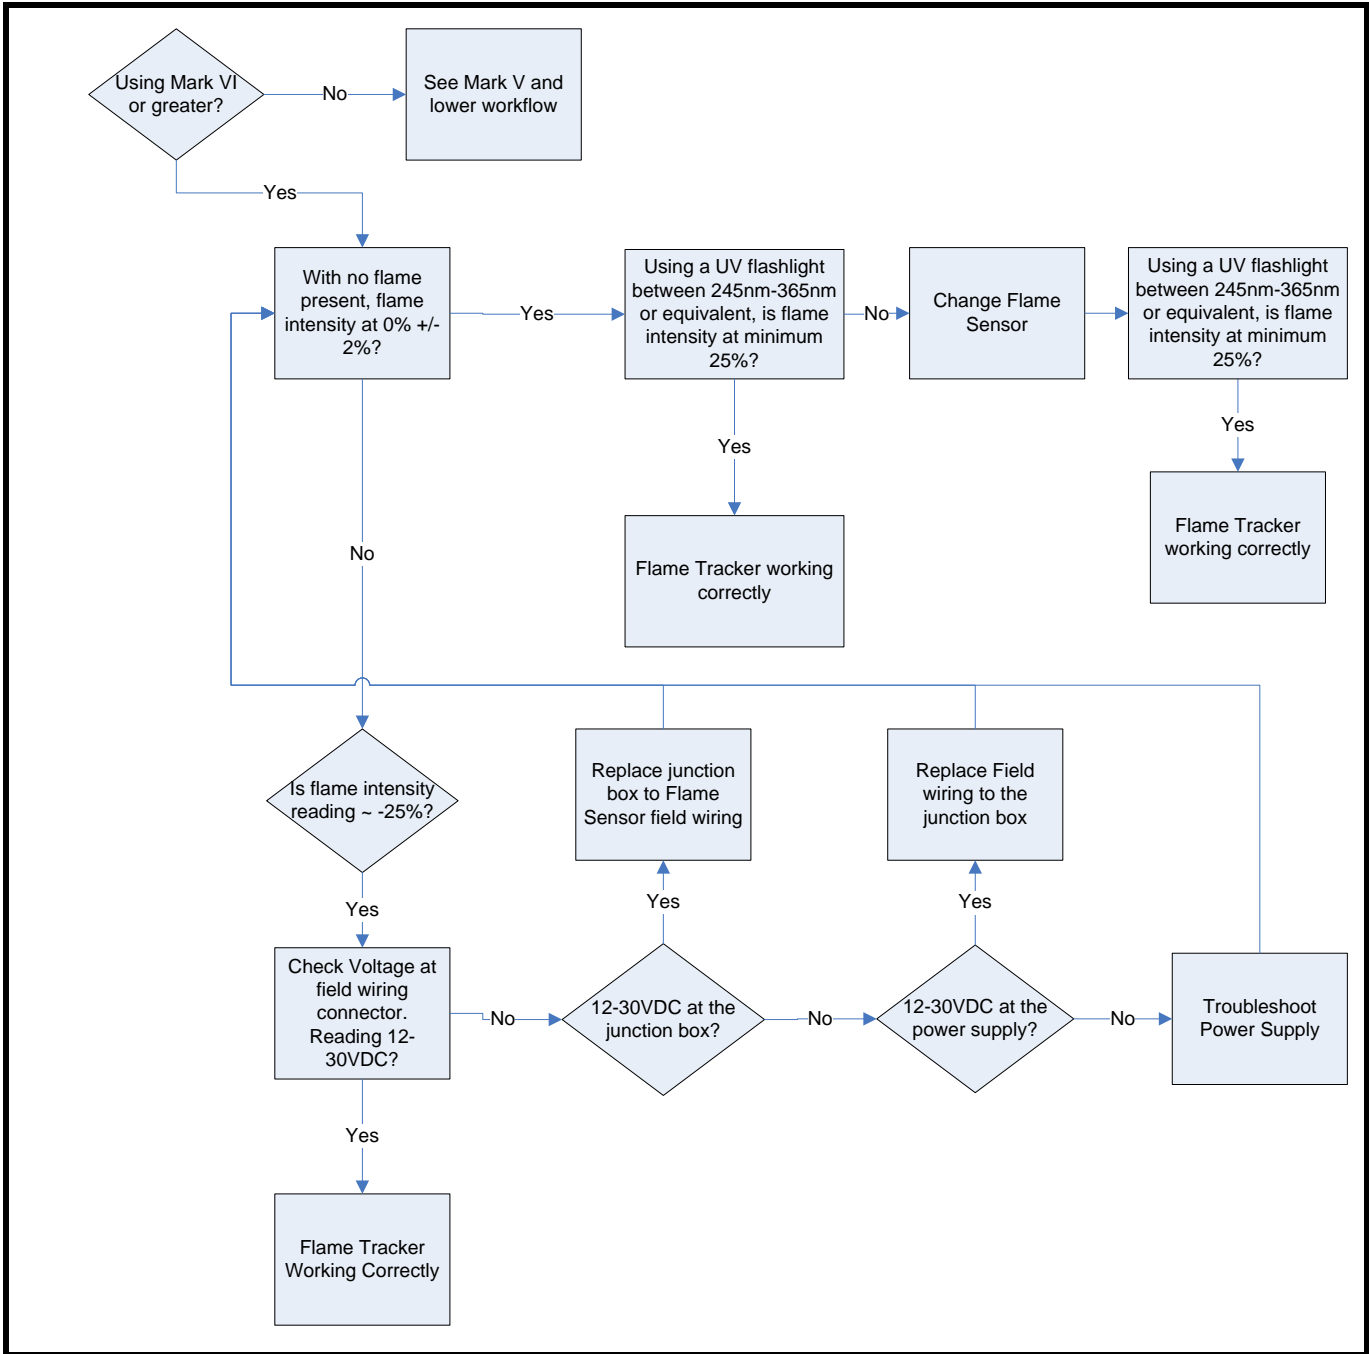 Using Mark VI
or greater?
No
See Mark V and
lower workflow
Yes
With no flame
present, flame
intensity at 0% +/-
2%?
Yes
Using a UV flashlight
between 245nm-365nm
or equivalent, is flame
intensity at minimum
25%?
No
Change Flame
Sensor
Using a UV flashlight
between 245nm-365nm
or equivalent, is flame
intensity at minimum
25%?
Yes
Yes
Flame Tracker working
correctly
Flame Tracker
working correctly
No
Is flame intensity
reading ~ -25%?
Replace junction
box to Flame
Sensor field wiring
Replace Field
wiring to the
junction box
Yes
Yes
Yes
Check Voltage at
field wiring
connector.
Reading 12-
30VDC?
No
12-30VDC at the
junction box?
No
12-30VDC at the
power supply?
No
Troubleshoot
Power Supply
Yes
Flame Tracker
Working Correctly